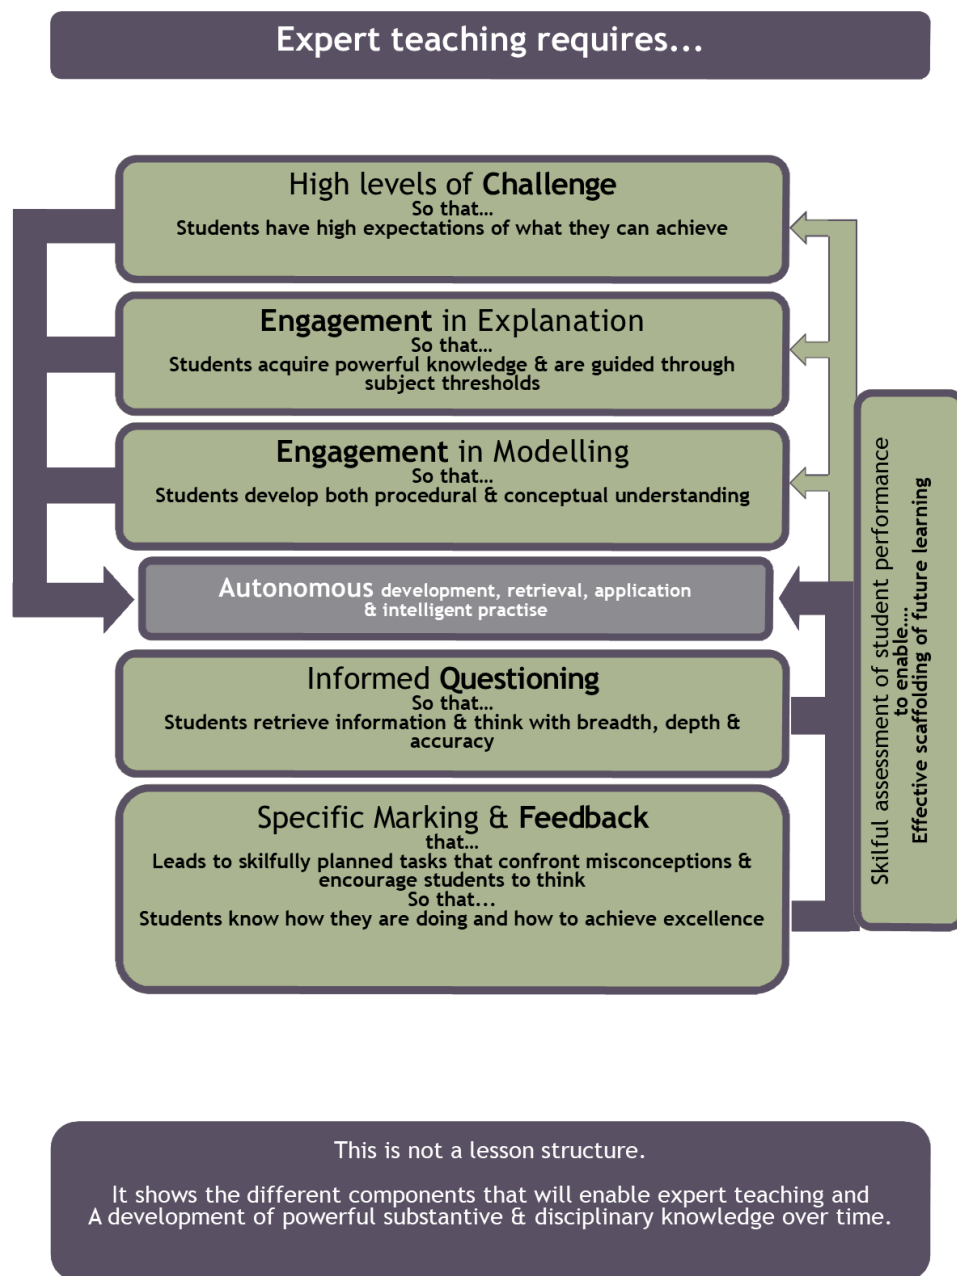 Expert teaching requires...
High levels of Challenge
So that…
Students have high expectations of what they can achieve
Engagement in Explanation
So that…
Students acquire powerful knowledge & are guided through
subject thresholds
Engagement in Modelling
So that…
Students develop both procedural & conceptual understanding
Autonomous development, retrieval, application
& intelligent practise
Informed Questioning
So that…
Students retrieve information & think with breadth, depth &
accuracy
Specific Marking & Feedback
that…
Leads to skilfully planned tasks that confront misconceptions &
encourage students to think
So that...
Students know how they are doing and how to achieve excellence
Skilful assessment of student performance
to enable….
Effective scaffolding of future learning
This is not a lesson structure.
It shows the different components that will enable expert teaching and
A development of powerful substantive & disciplinary knowledge over time.